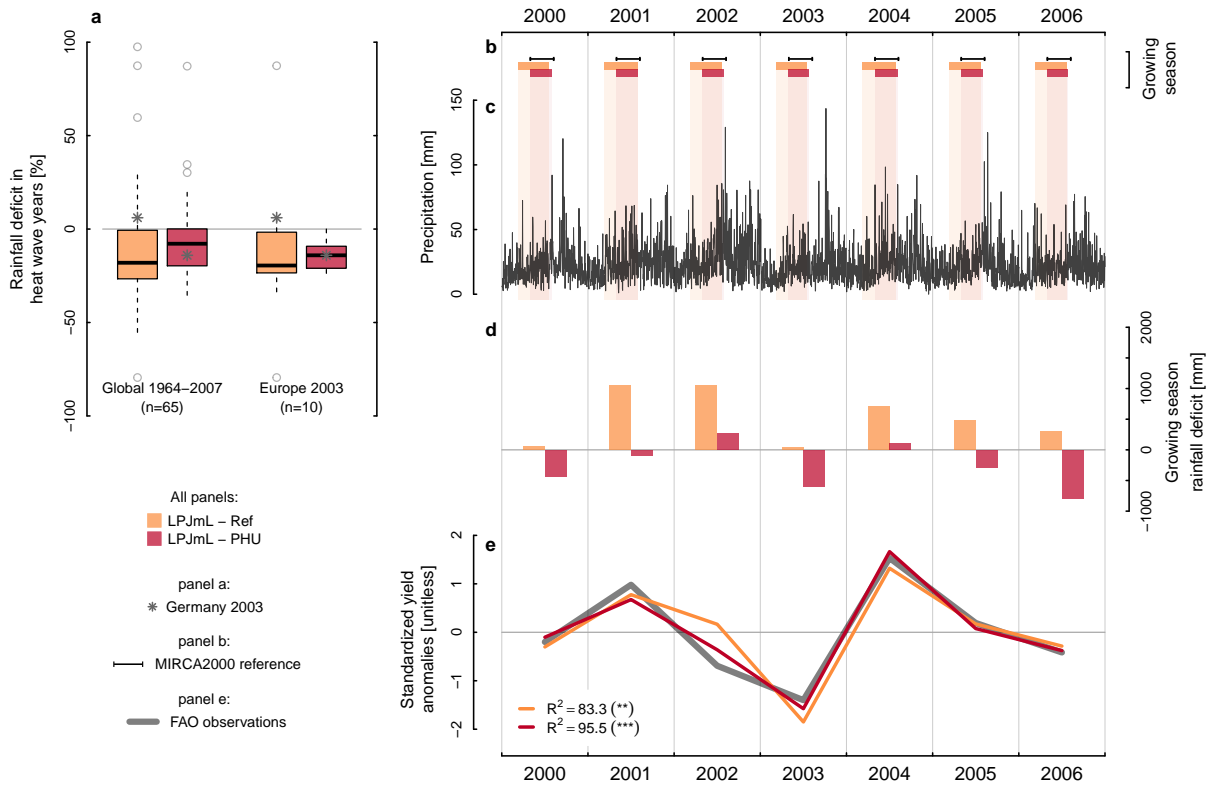 a
Rainfall deficit in
heat wave years [%]
100
50
0
−50
−100
Global 1964−2007
(n=65)
Europe 2003
(n=10)
All panels:
LPJmL − Ref
LPJmL − PHU
panel a:
Germany 2003
panel b:
MIRCA2000 reference
panel e:
FAO observations
2000 2001 2002 2003 2004 2005 2006
b
Growing
season
c
Precipitation [mm]
150
100
50
0
d
Growing season
rainfall deficit [mm]
2000
1000
0
−1000
e
Standardized yield
anomalies [unitless]
2
1
0
−1
−2
R² = 83.3 (**)
R² = 95.5 (***)
2000 2001 2002 2003 2004 2005 2006